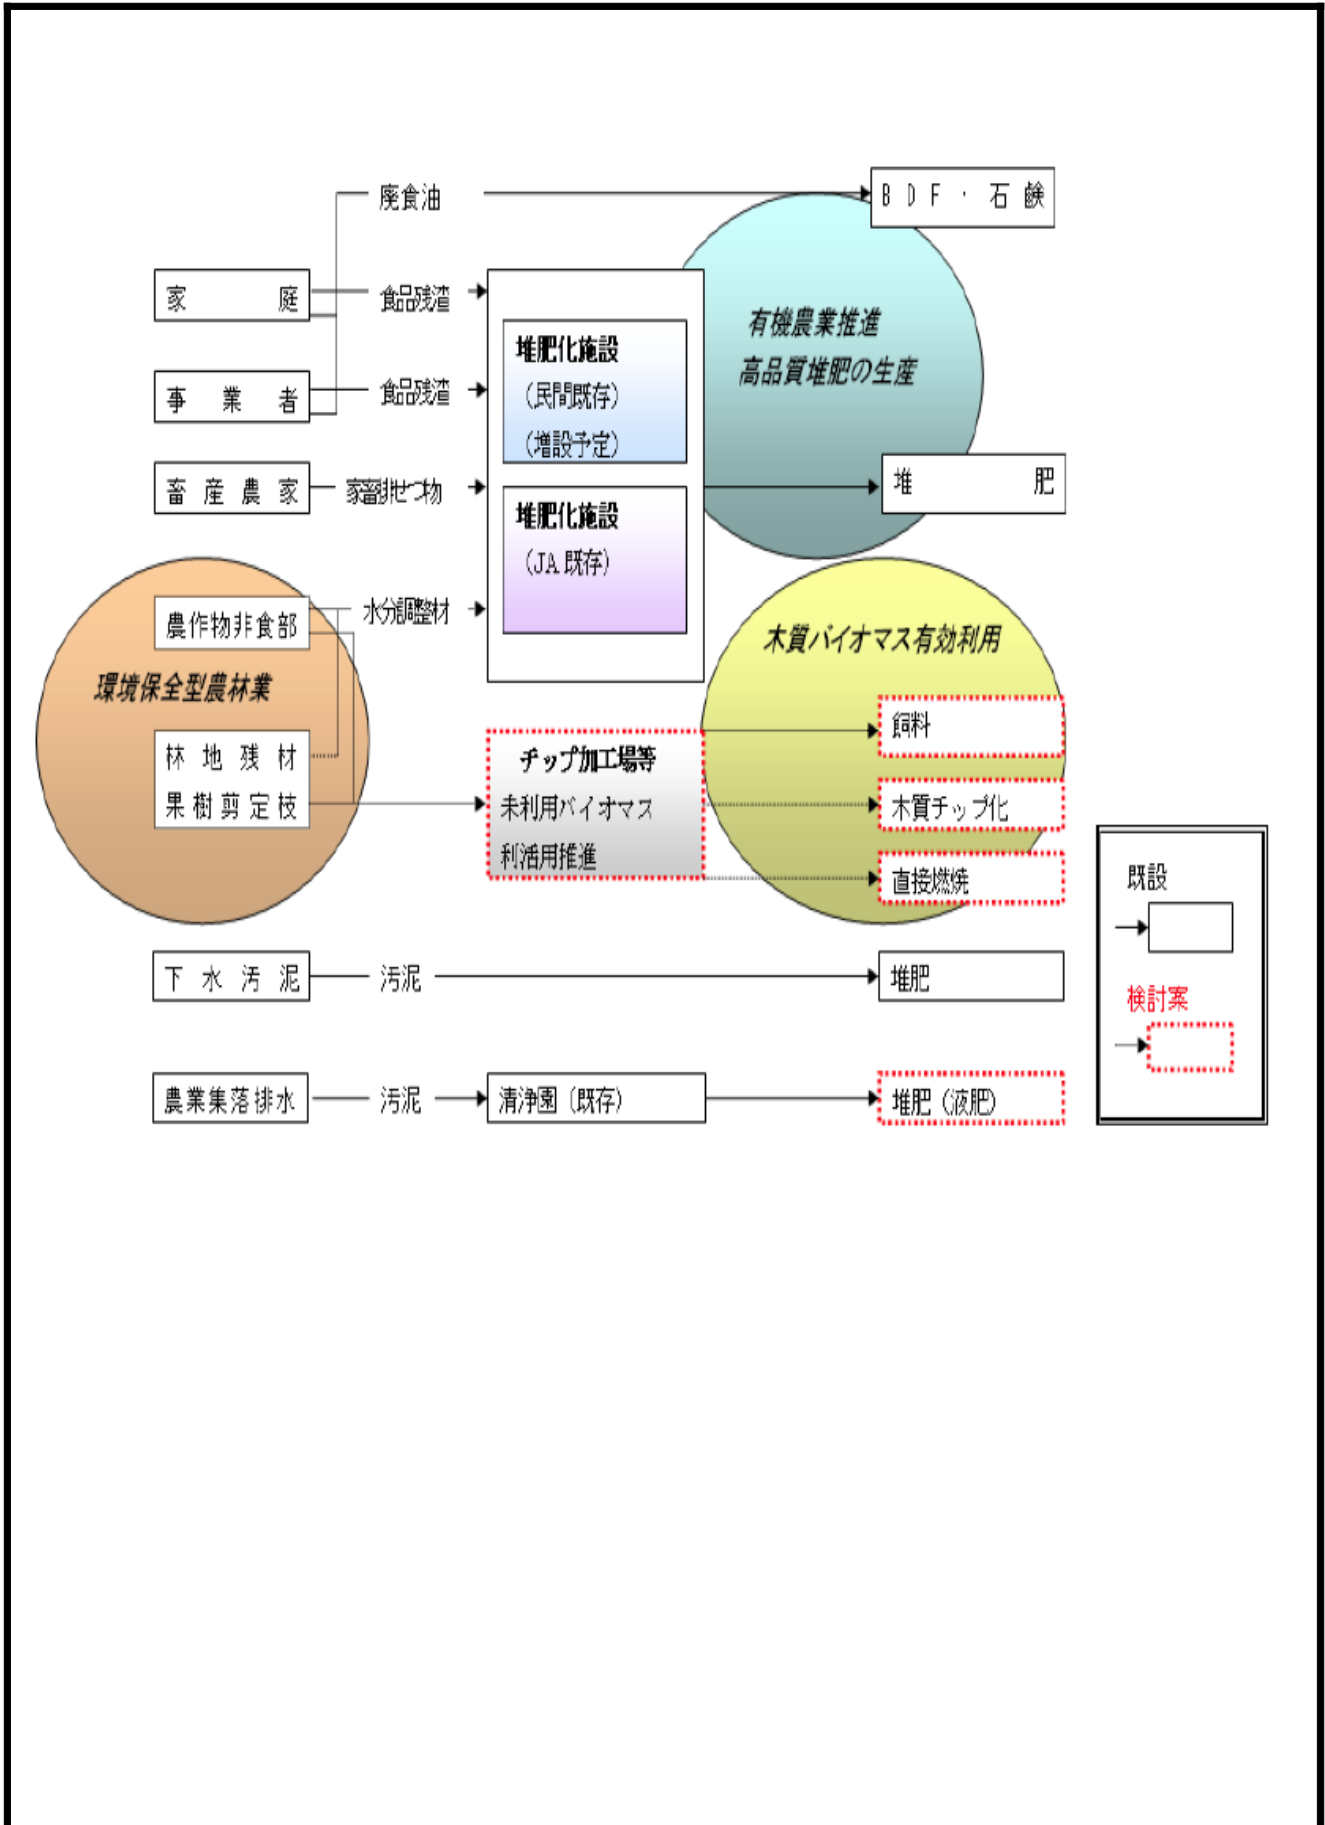 廃食油
BDF・石鹸
家庭
食品残渣
堆肥化施設
（民間既存）
（増設予定）
有機農業推進
高品質堆肥の生産
事業者
食品残渣
畜産農家
家畜排せつ物
堆肥
堆肥化施設
（JA既存）
農作物非食部
水分調整材
環境保全型農林業
木質バイオマス有効利用
林地残材
果樹剪定枝
チップ加工場等
未利用バイオマス
利活用推進
飼料
木質チップ化
直接燃焼
既設
検討案
下水汚泥
汚泥
堆肥
農業集落排水
汚泥
清浄園（既存）
堆肥（液肥）